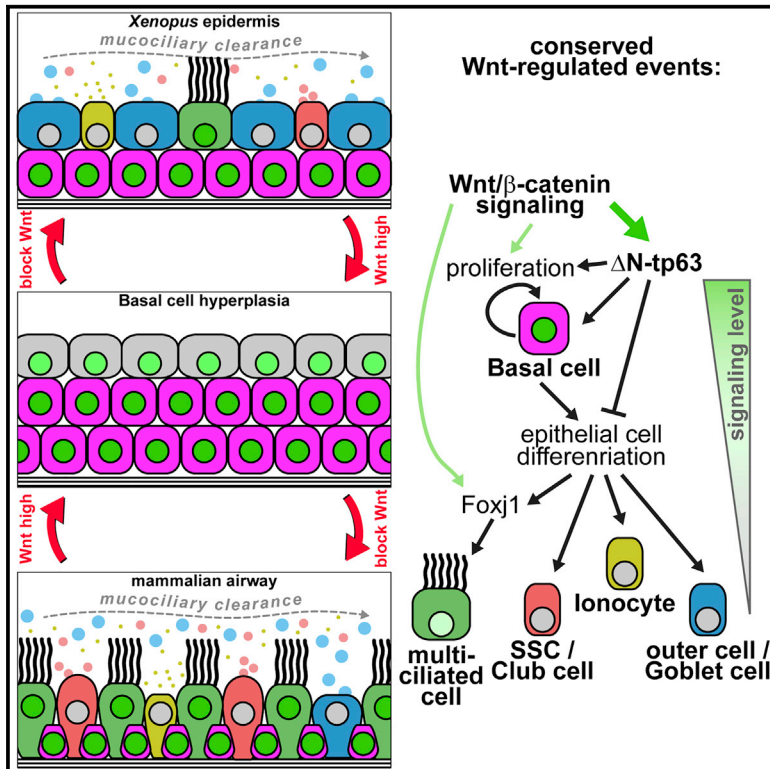 Xenopus epidermis
mucociliary clearance
block Wnt
Wnt high
Basal cell hyperplasia
Wnt high
block Wnt
mammalian airway
mucociliary clearance
conserved
Wnt-regulated events:
Wnt/β-catenin
signaling
proliferation
ΔN-tp63
Basal cell
signaling level
epithelial cell
differenriation
Foxj1
multi-
ciliated
cell
SSC /
Club cell
Ionocyte
outer cell /
Goblet cell